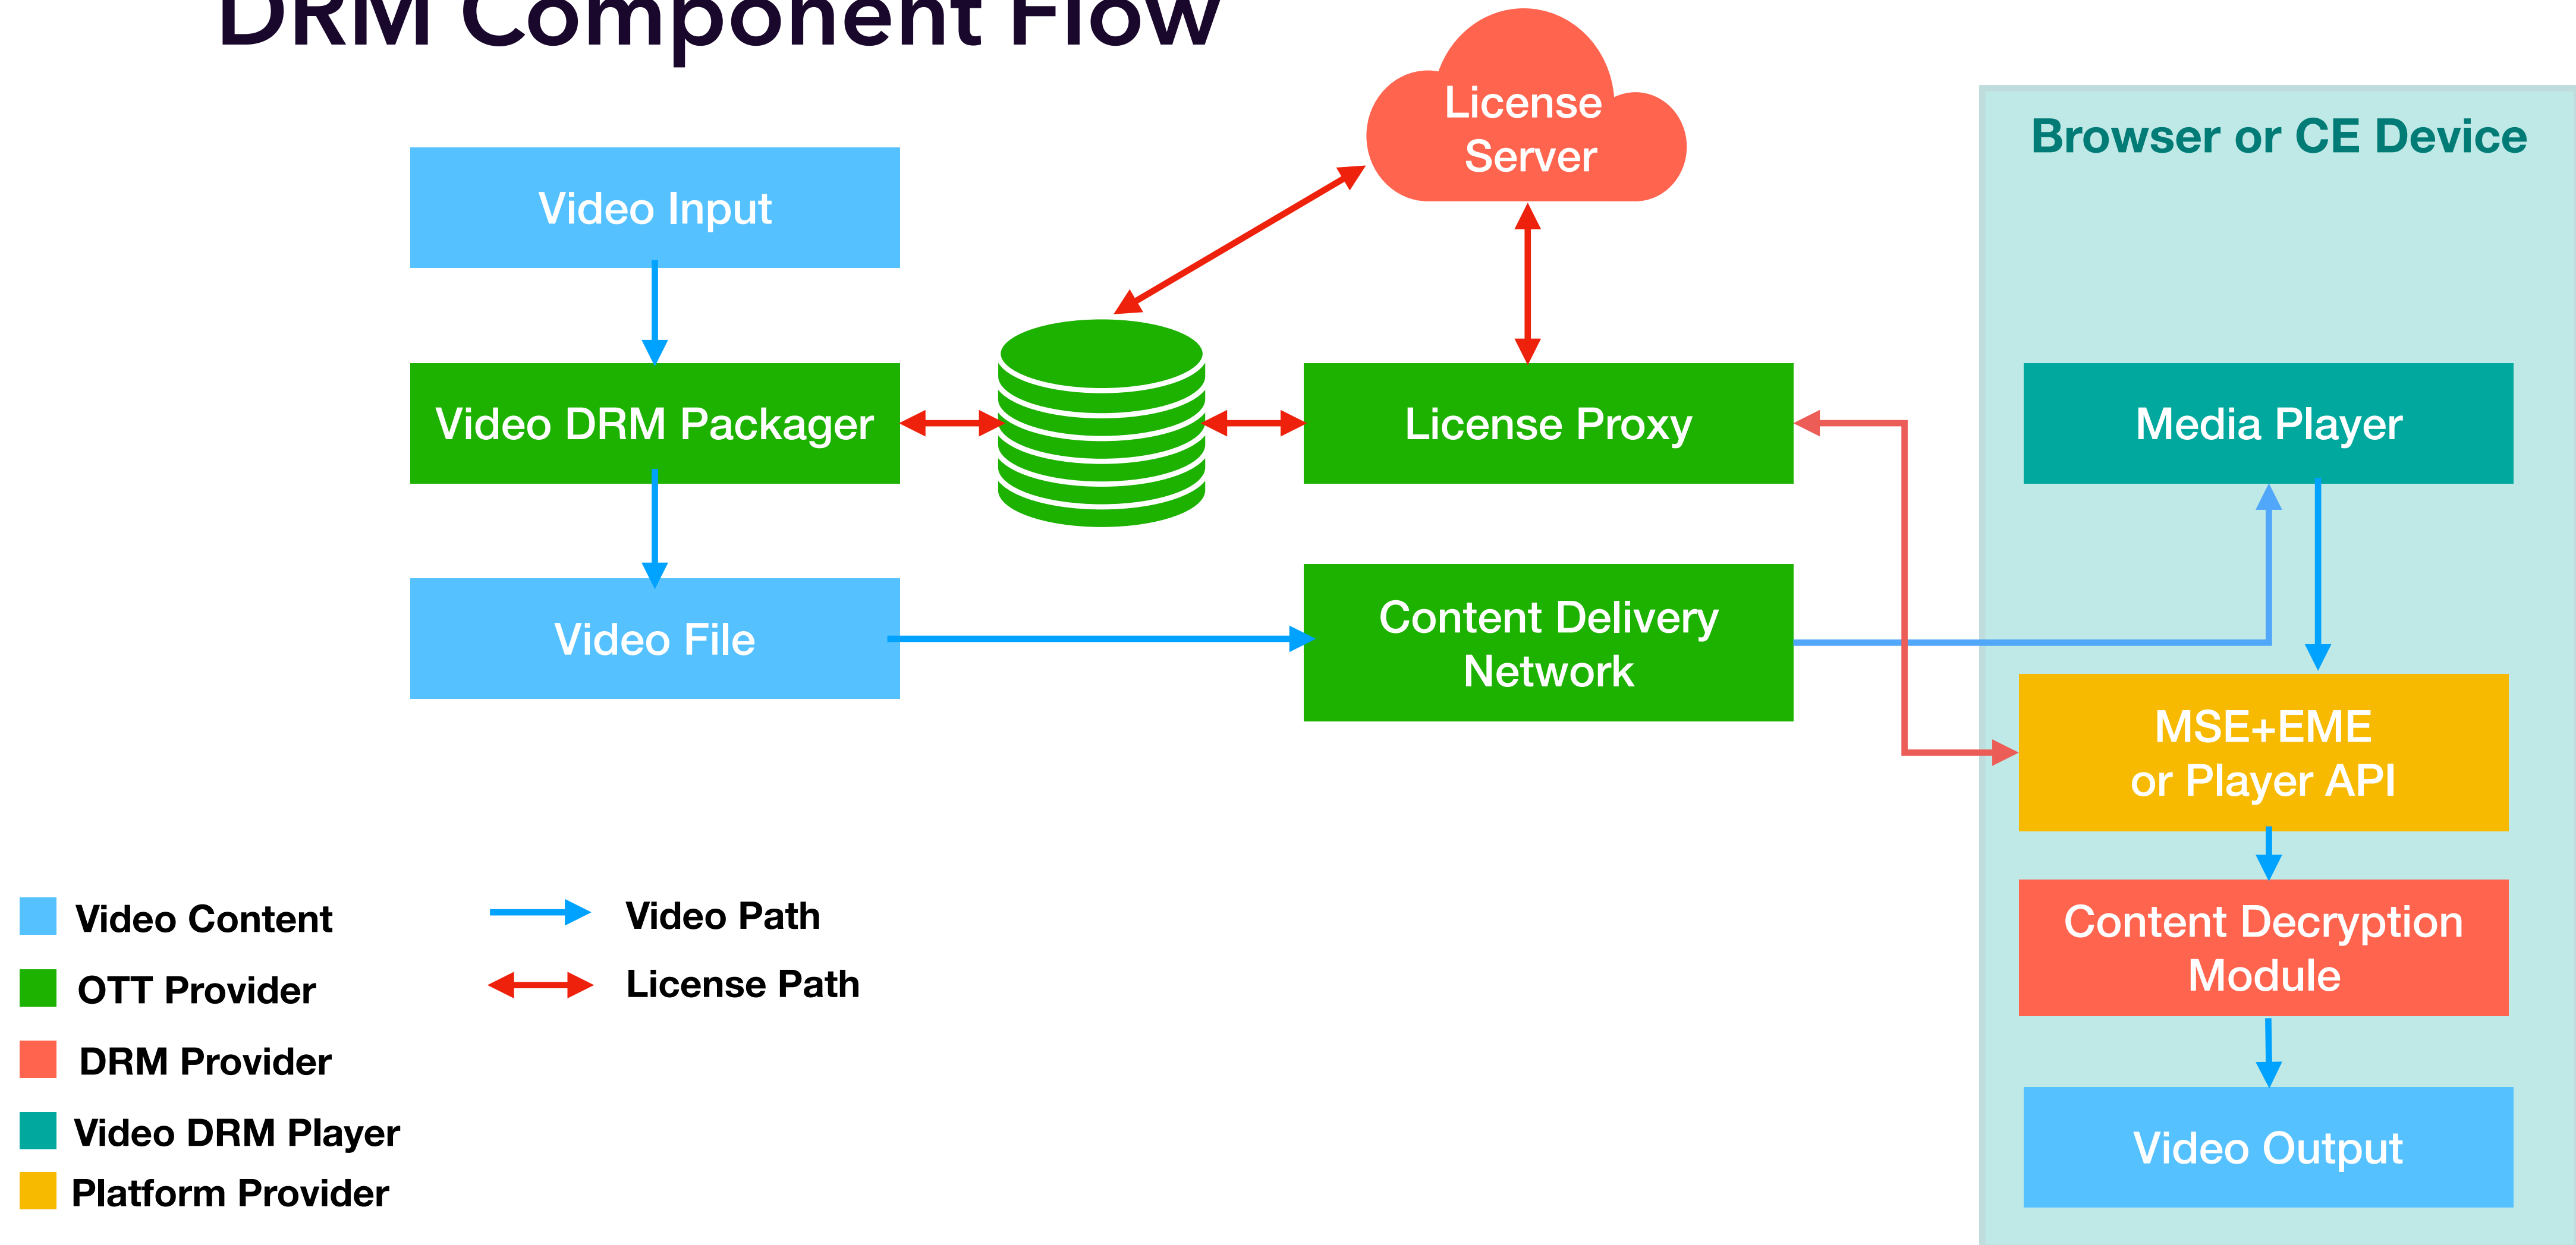 DRM Component Flow
License
Server
Browser or CE Device
Video Input
Video DRM Packager
License Proxy
Media Player
Video File
Content Delivery
Network
MSE+EME
or Player API
Content Decryption
Module
Video Output
Video Content
Video Path
OTT Provider
License Path
DRM Provider
Video DRM Player
Platform Provider